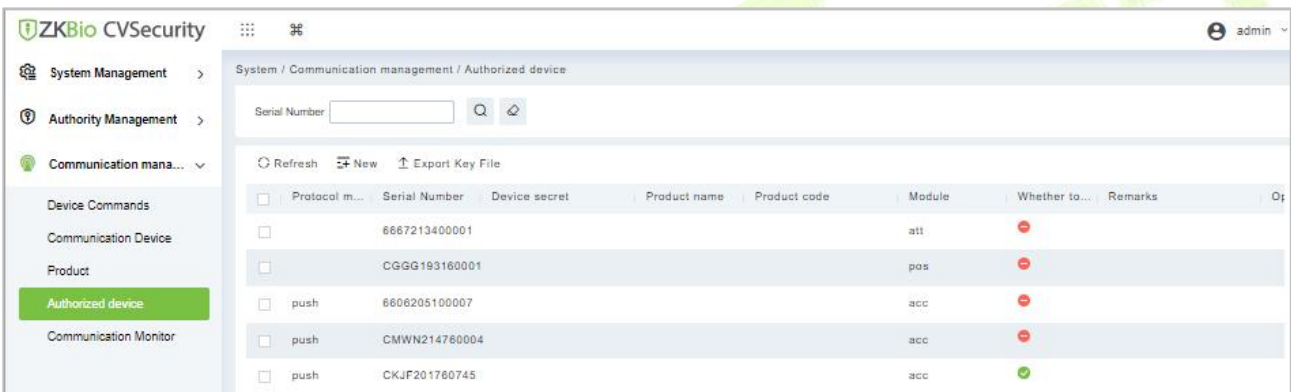 ZKBio CVSecurity
admin
System Management
System / Communication management / Authorized device
Authority Management
Serial Number
Communication mana...
Refresh New Export Key File
Device Commands
Communication Device
Product
Authorized device
Communication Monitor
Protocol m... Serial Number Device secret Product name Product code Module Whether to... Remarks Op
6667213400001 att
CGGG193160001 pos
push 6606205100007 acc
push CMWN214760004 acc
push CKJF201760745 acc